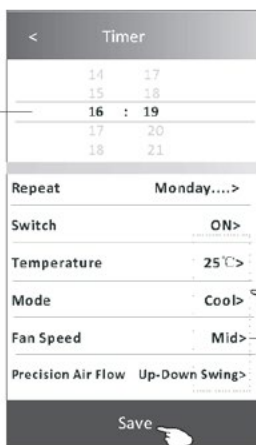 < Timer
14 17
15 18
16 : 19
17 20
18 21
Repeat Monday....>
Switch ON>
Temperature 25℃>
Mode Cool>
Fan Speed Mid>
Precision Air Flow Up-Down Swing>
Save